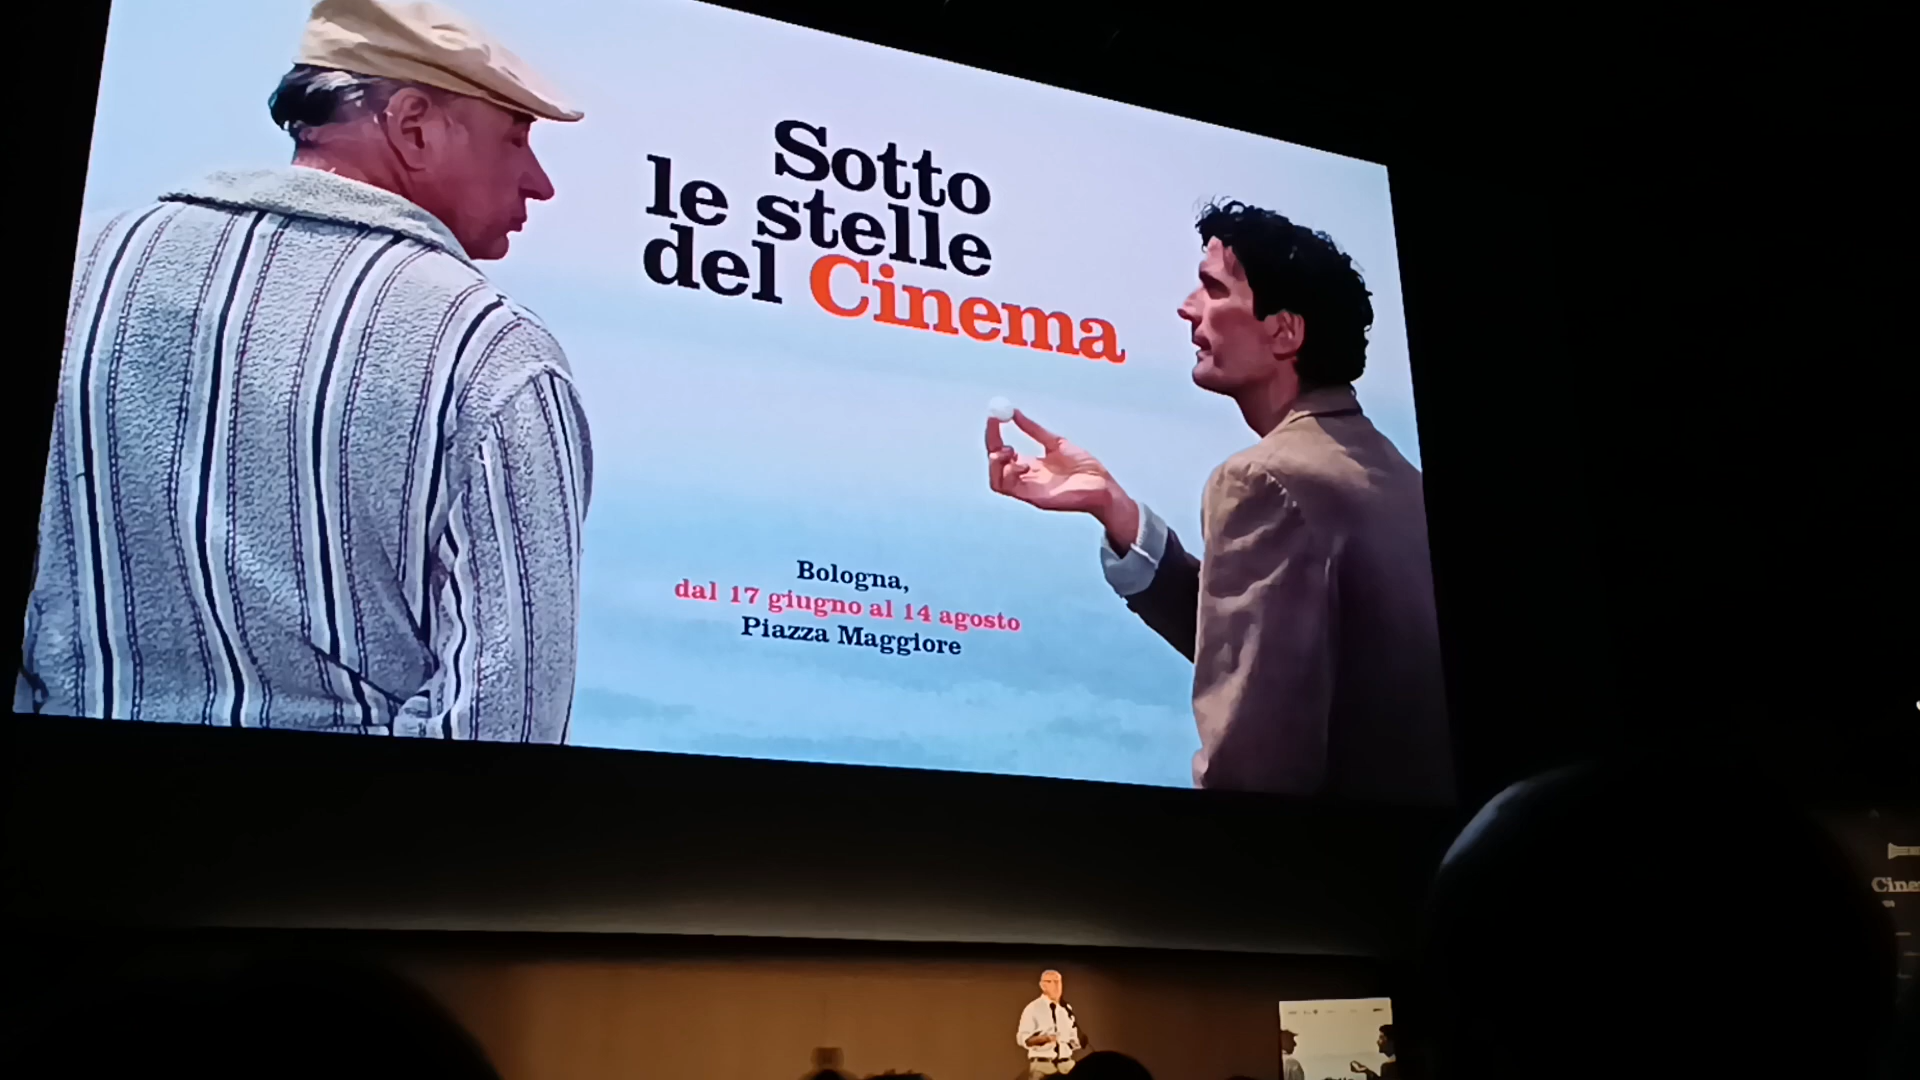 Sotto
le stelle
del Cinema
Bologna,
dal 17 giugno al 14 agosto
Piazza Maggiore